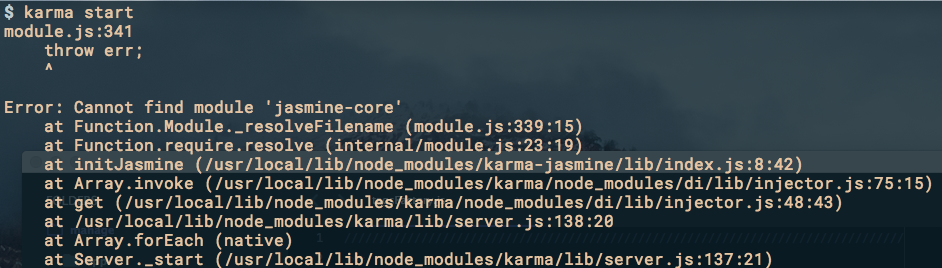 $ karma start
module.js:341
    throw err;
    ^

Error: Cannot find module 'jasmine-core'
    at Function.Module._resolveFilename (module.js:339:15)
    at Function.require.resolve (internal/module.js:23:19)
    at initJasmine (/usr/local/lib/node_modules/karma-jasmine/lib/index.js:8:42)
    at Array.invoke (/usr/local/lib/node_modules/karma/node_modules/di/lib/injector.js:75:15)
    at get (/usr/local/lib/node_modules/karma/node_modules/di/lib/injector.js:48:43)
    at /usr/local/lib/node_modules/karma/lib/server.js:138:20
    at Array.forEach (native)
    at Server._start (/usr/local/lib/node_modules/karma/lib/server.js:137:21)